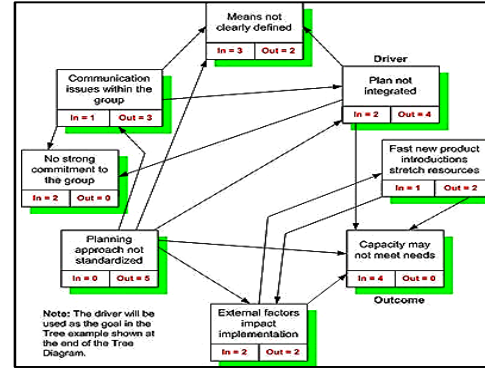 Means not
clearly defined
In = 3 Out = 2
Driver
Communication
issues within the
group
In = 1 Out = 3
Plan not
integrated
In = 2 Out = 4
No strong
commitment to
the group
In = 2 Out = 0
Fast new product
introductions
stretch resources
In = 1 Out = 2
Planning
approach not
standardized
In = 0 Out = 5
Capacity may
not meet needs
In = 4 Out = 0
Outcome
External factors
impact
implementation
In = 2 Out = 2
Note: The driver will be
used as the goal in the
Tree example shown at
the end of the Tree
Diagram.